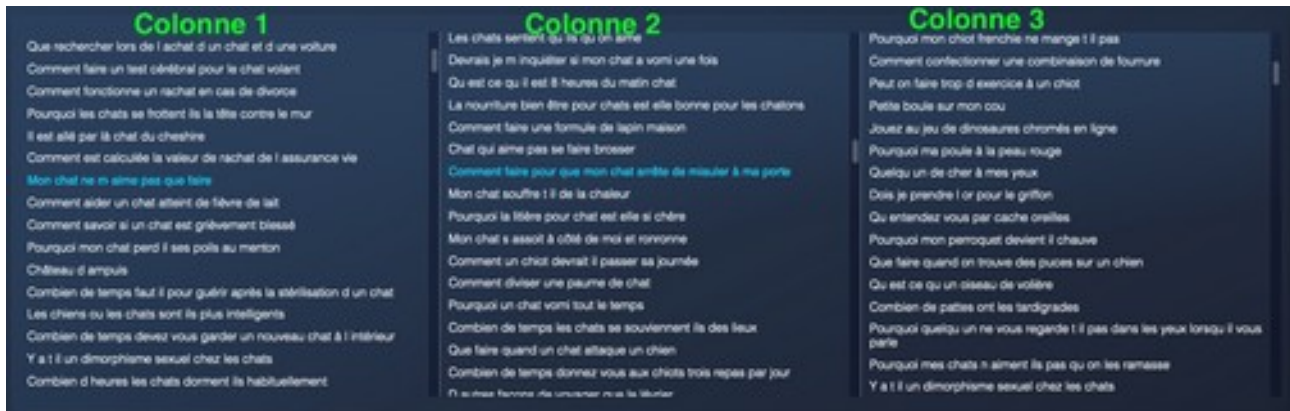 Colonne 1
Que rechercher lors de l achat d un chat et d une voiture
Comment faire un test cérébral pour le chat volant
Comment fonctionne un rachat en cas de divorce
Pourquoi les chats se frottent ils la tête contre le mur
Il est allé par là chat du cheshire
Comment est calculée la valeur de rachat de l assurance vie
Mon chat ne m aime pas que faire
Comment aider un chat atteint de fièvre de lait
Comment savoir si un chat est grièvement blessé
Pourquoi mon chat perd il ses poils au menton
Château d ampuis
Combien de temps faut il pour guérir après la stérilisation d un chat
Les chiens ou les chats sont ils plus intelligents
Combien de temps devez vous garder un nouveau chat à l intérieur
Y a t il un dimorphisme sexuel chez les chats
Combien d heures les chats dorment ils habituellement
Colonne 2
Les chats sentent qu ils qu on aime
Devrais je m inquiéter si mon chat a vomi une fois
Qu est ce qu il est 8 heures du matin chat
La nourriture bien être pour chats est elle bonne pour les chatons
Comment faire une formule de lapin maison
Chat qui aime pas se faire brosser
Comment faire pour que mon chat arrête de miauler à ma porte
Mon chat souffre t il de la chaleur
Pourquoi la litière pour chat est elle si chère
Mon chat s assoit à côté de moi et ronronne
Comment un chiot devrait il passer sa journée
Comment diviser une paume de chat
Pourquoi un chat vomi tout le temps
Combien de temps les chats se souviennent ils des lieux
Que faire quand un chat attaque un chien
Combien de temps donnez vous aux chiots trois repas par jour
D autres façons de voyager que la lévrier
Colonne 3
Pourquoi mon chiot frenchie ne mange t il pas
Comment confectionner une combinaison de fourrure
Peut on faire trop d exercice à un chiot
Petite boule sur mon cou
Jouez au jeu de dinosaures chromés en ligne
Pourquoi ma poule à la peau rouge
Quelqu un de cher à mes yeux
Dois je prendre l or pour le griffon
Qu entendez vous par cache oreilles
Pourquoi mon perroquet devient il chauve
Que faire quand on trouve des puces sur un chien
Qu est ce qu un oiseau de volière
Combien de pattes ont les tardigrades
Pourquoi quelqu un ne vous regarde t il pas dans les yeux lorsqu il vous
parle
Pourquoi mes chats n aiment ils pas qu on les ramasse
Y a t il un dimorphisme sexuel chez les chats